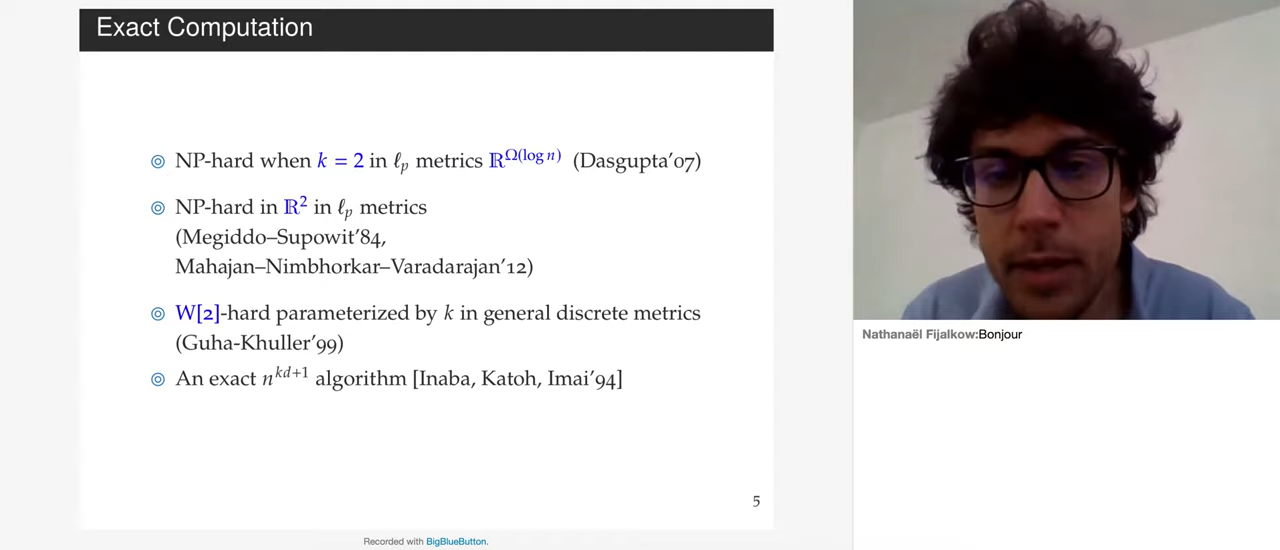 Exact Computation
◎ NP-hard when k = 2 in ℓₚ metrics ℝ^Ω(log n) (Dasgupta'07)
◎ NP-hard in ℝ² in ℓₚ metrics
(Megiddo–Supowit'84,
Mahajan–Nimbhorkar–Varadarajan'12)
◎ W[2]-hard parameterized by k in general discrete metrics
(Guha-Khuller'99)
◎ An exact n^{kd+1} algorithm [Inaba, Katoh, Imai'94]
5
Recorded with BigBlueButton.
Nathanaël Fijalkow:Bonjour